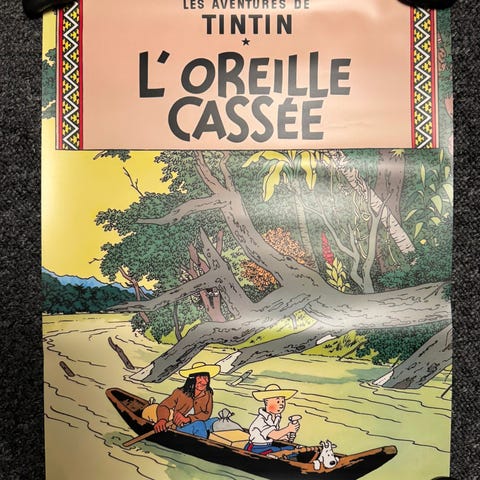 LES AVENTURES DE
TINTIN
L'OREILLE
CASSÉE